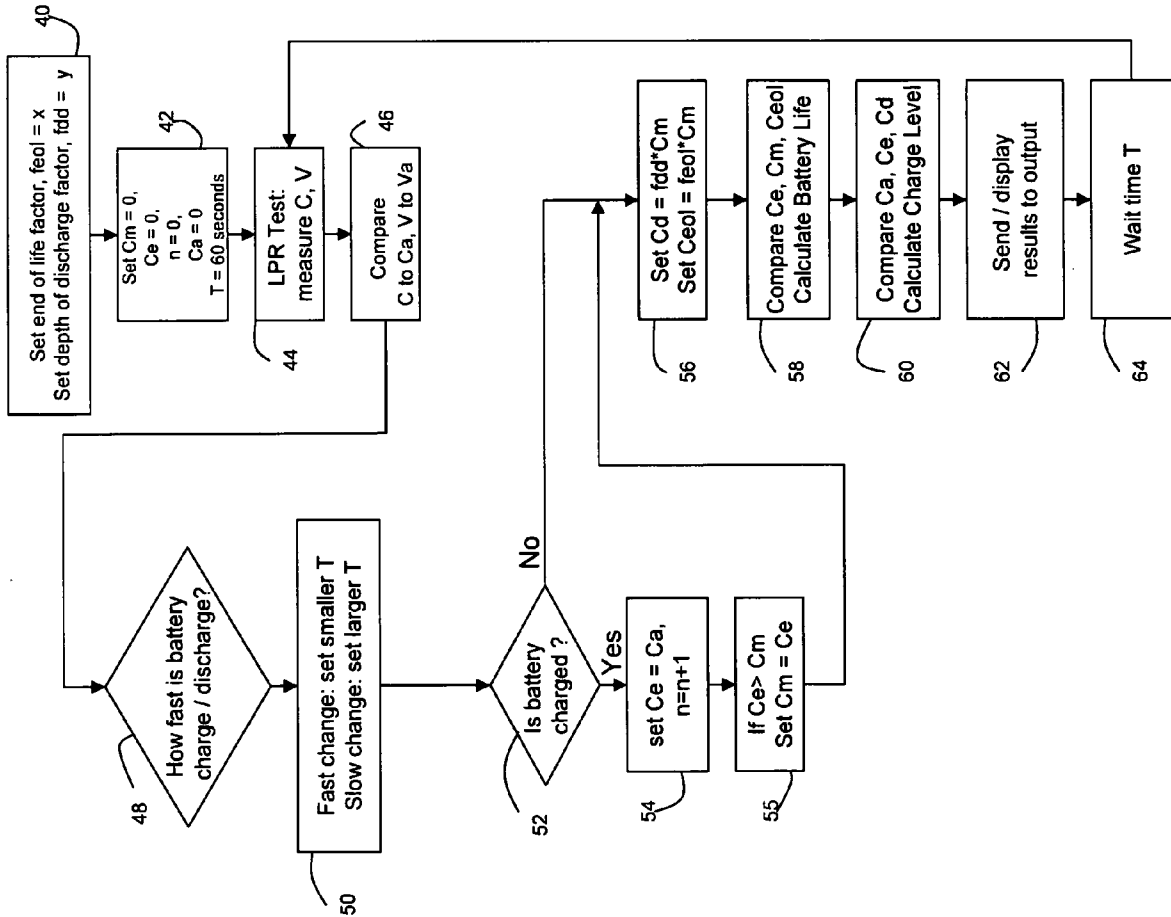 40
Set end of life factor, feol = x
Set depth of discharge factor, fdd = y
42
Set Cm = 0,
Ce = 0,
n = 0,
Ca = 0
T = 60 seconds
44
LPR Test:
measure C, V
46
Compare
C to Ca, V to Va
48
How fast is battery
charge / discharge?
50
Fast change: set smaller T
Slow change: set larger T
52
Is battery
charged ?
No
Yes
54
set Ce = Ca,
n=n+1
55
If Ce> Cm
Set Cm = Ce
56
Set Cd = fdd*Cm
Set Ceol = feol*Cm
58
Compare Ce, Cm, Ceol
Calculate Battery Life
60
Compare Ca, Ce, Cd
Calculate Charge Level
62
Send / display
results to output
64
Wait time T